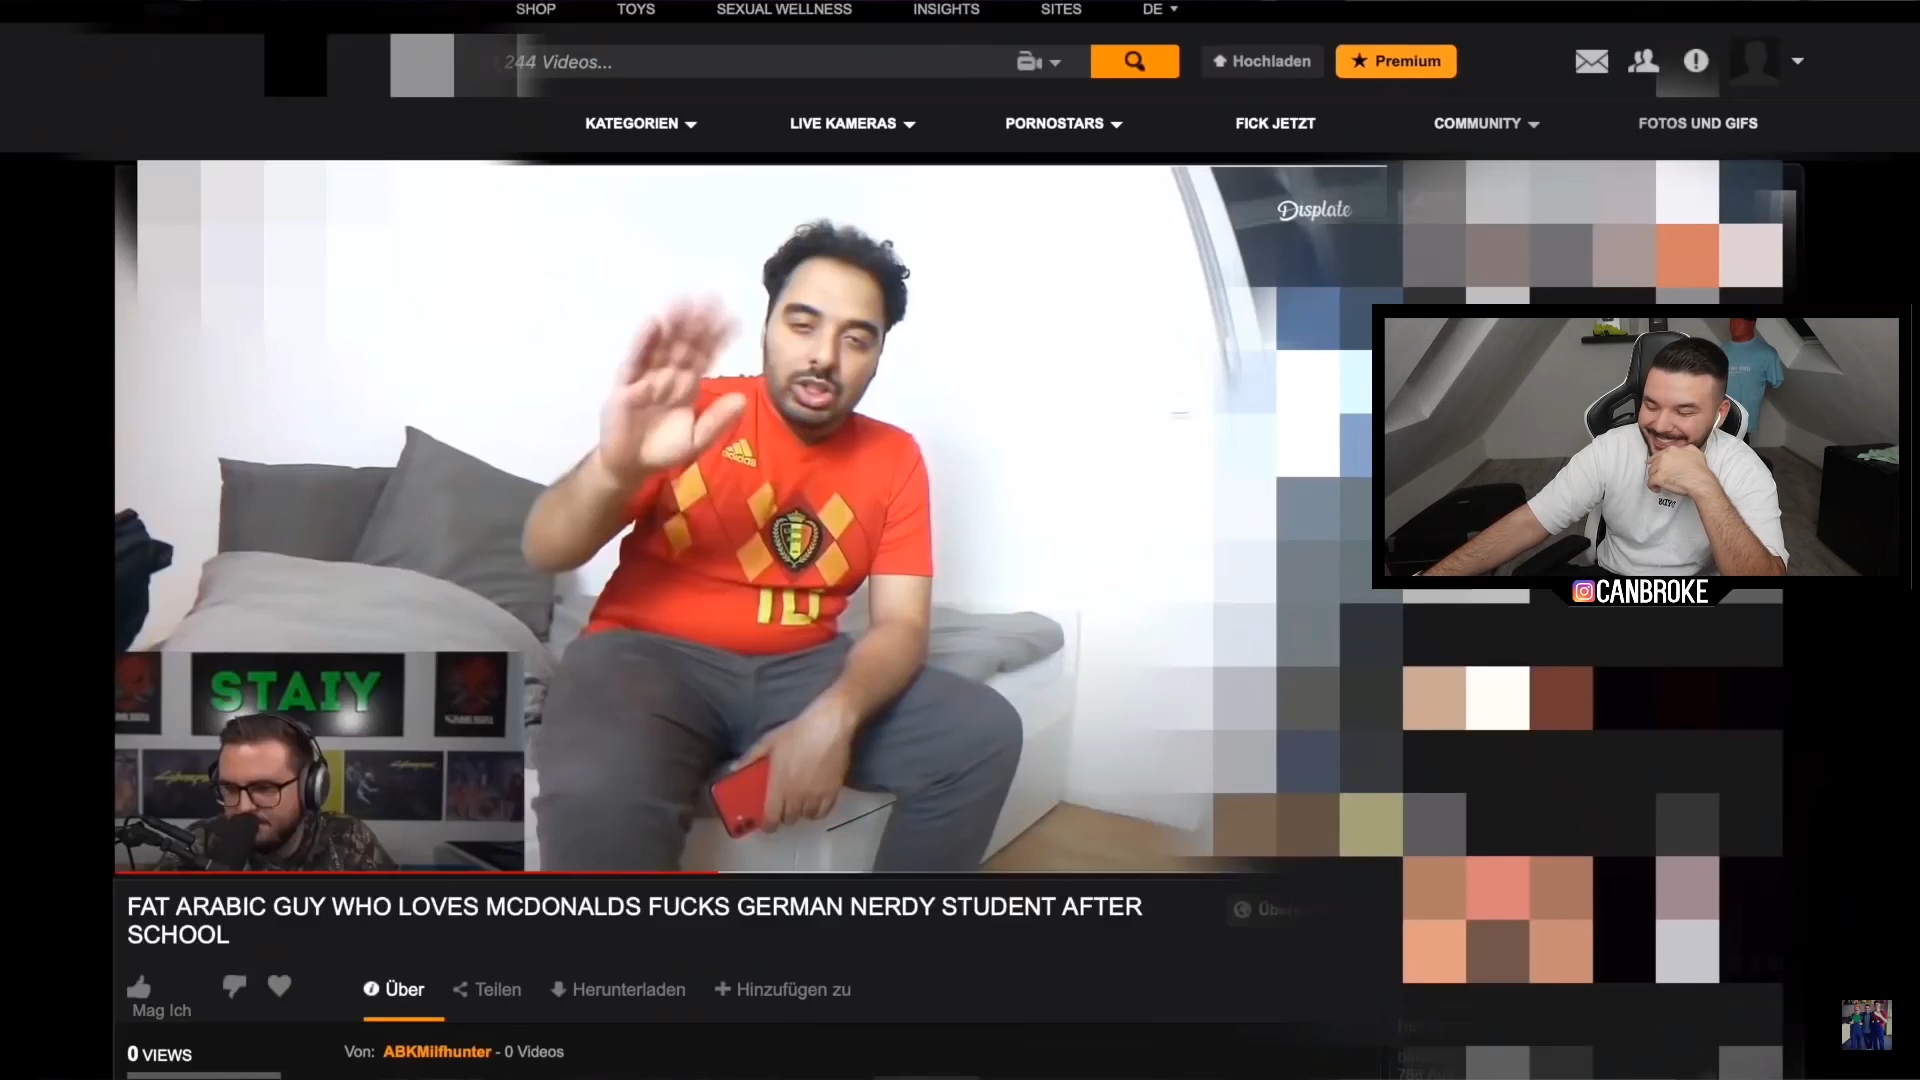 SHOP TOYS SEXUAL WELLNESS INSIGHTS SITES DE
244 Videos...
Hochladen
Premium
KATEGORIEN LIVE KAMERAS PORNOSTARS FICK JETZT COMMUNITY FOTOS UND GIFS
Displate
adidas
10
CANBROKE
STAIY
FAT ARABIC GUY WHO LOVES MCDONALDS FUCKS GERMAN NERDY STUDENT AFTER
SCHOOL
Mag Ich
Über Teilen Herunterladen Hinzufügen zu
0 VIEWS
Von: ABKMilfhunter - 0 Videos